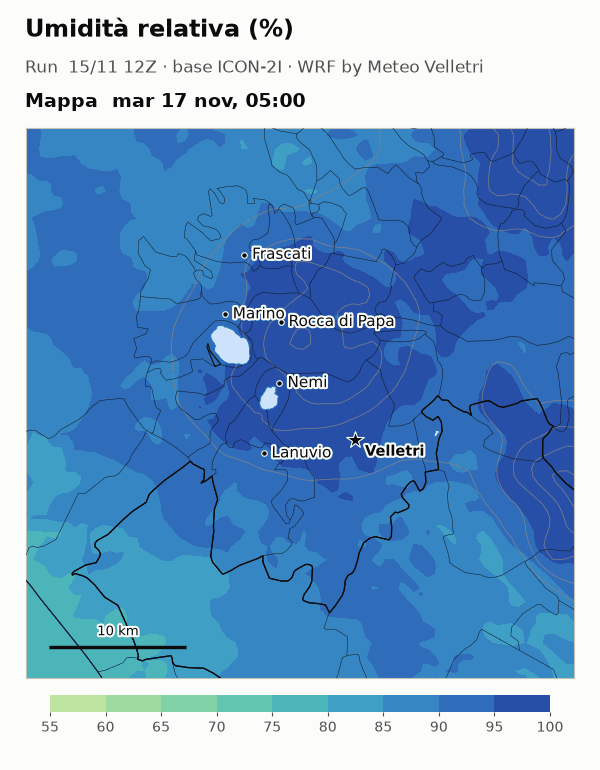 Umidità relativa (%)
Run  15/11 12Z · base ICON-2I · WRF by Meteo Velletri
Mappa  mar 17 nov, 05:00
Frascati
Marino
Rocca di Papa
Nemi
Velletri
Lanuvio
10 km
55 60 65 70 75 80 85 90 95 100